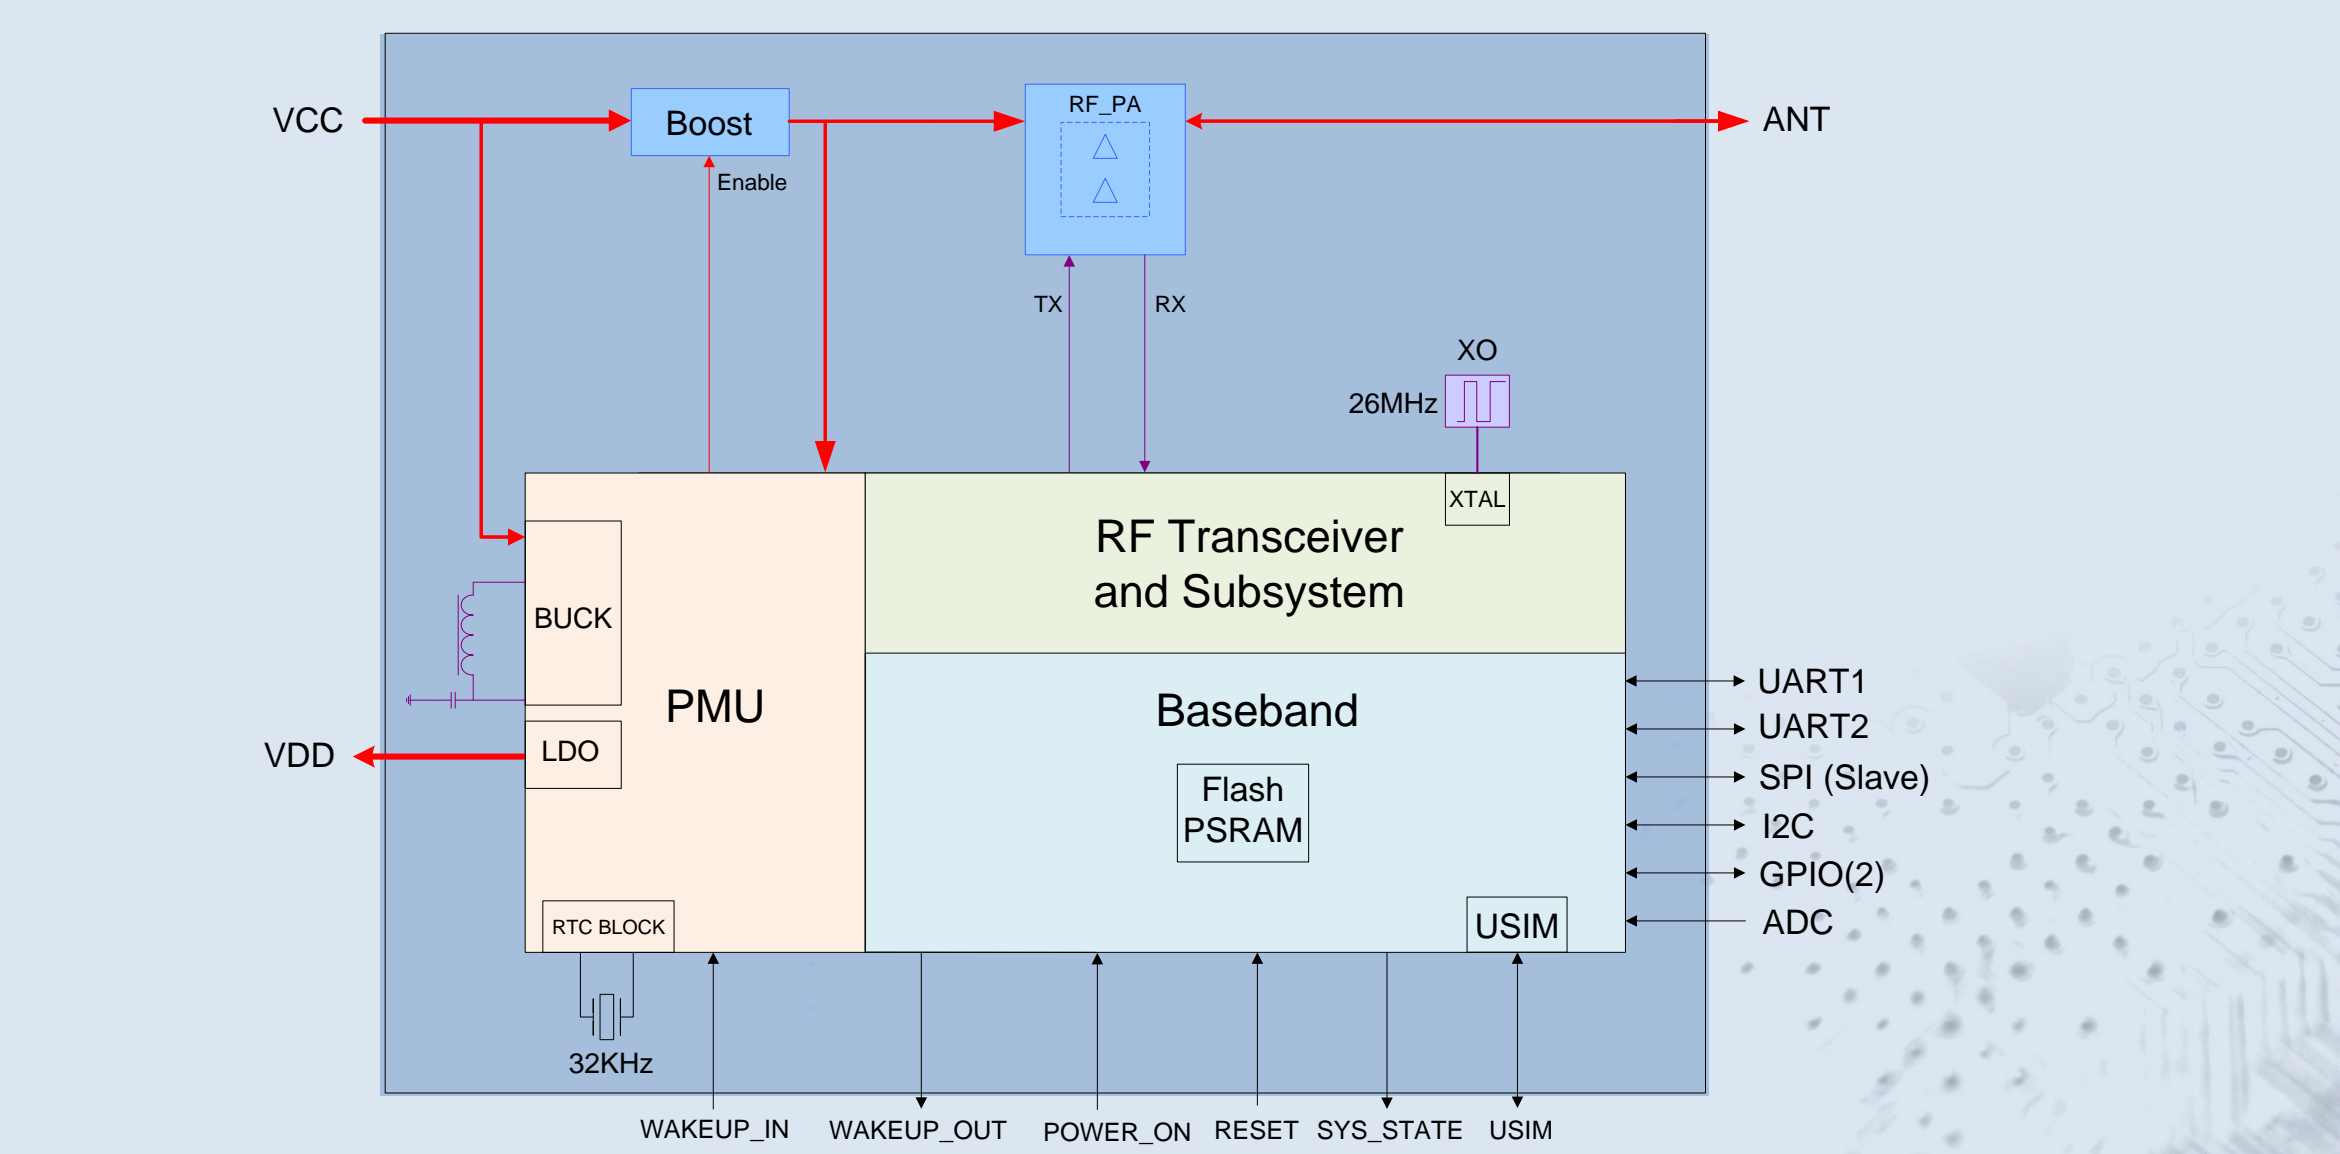 VCC
Boost
RF_PA
ANT
Enable
TX
RX
XO
26MHz
XTAL
RF Transceiver
and Subsystem
BUCK
PMU
LDO
VDD
Baseband
Flash
PSRAM
UART1
UART2
SPI (Slave)
I2C
GPIO(2)
ADC
RTC BLOCK
USIM
32KHz
WAKEUP_IN
WAKEUP_OUT
POWER_ON
RESET
SYS_STATE
USIM